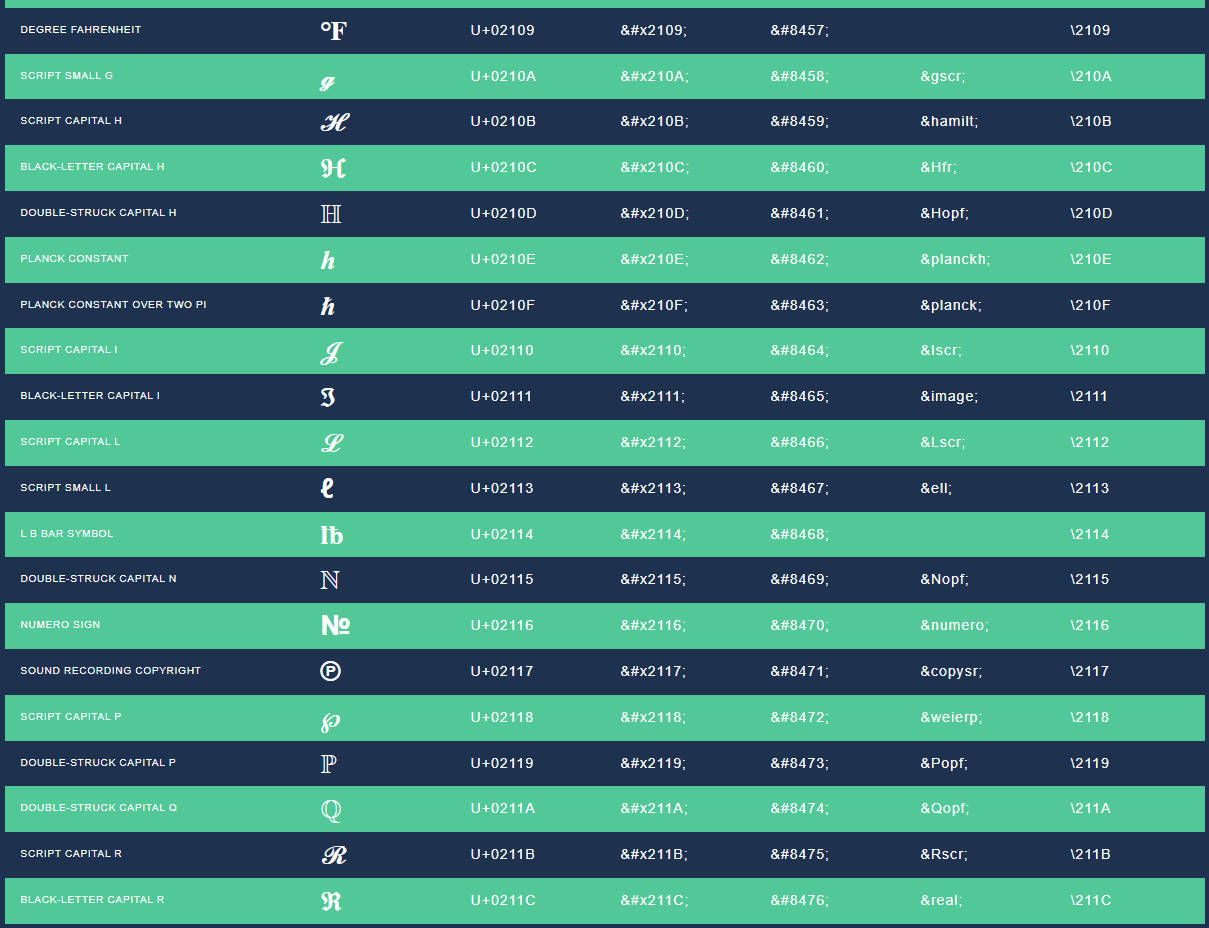 DEGREE FAHRENHEIT ℉ U+02109 &#x2109; &#8457; \2109
SCRIPT SMALL G ℊ U+0210A &#x210A; &#8458; &gscr; \210A
SCRIPT CAPITAL H ℋ U+0210B &#x210B; &#8459; &hamilt; \210B
BLACK-LETTER CAPITAL H ℌ U+0210C &#x210C; &#8460; &Hfr; \210C
DOUBLE-STRUCK CAPITAL H ℍ U+0210D &#x210D; &#8461; &Hopf; \210D
PLANCK CONSTANT ℎ U+0210E &#x210E; &#8462; &planckh; \210E
PLANCK CONSTANT OVER TWO PI ℏ U+0210F &#x210F; &#8463; &planck; \210F
SCRIPT CAPITAL I ℐ U+02110 &#x2110; &#8464; &Iscr; \2110
BLACK-LETTER CAPITAL I ℑ U+02111 &#x2111; &#8465; &image; \2111
SCRIPT CAPITAL L ℒ U+02112 &#x2112; &#8466; &Lscr; \2112
SCRIPT SMALL L ℓ U+02113 &#x2113; &#8467; &ell; \2113
L B BAR SYMBOL ℔ U+02114 &#x2114; &#8468; \2114
DOUBLE-STRUCK CAPITAL N ℕ U+02115 &#x2115; &#8469; &Nopf; \2115
NUMERO SIGN № U+02116 &#x2116; &#8470; &numero; \2116
SOUND RECORDING COPYRIGHT ℗ U+02117 &#x2117; &#8471; &copysr; \2117
SCRIPT CAPITAL P ℘ U+02118 &#x2118; &#8472; &weierp; \2118
DOUBLE-STRUCK CAPITAL P ℙ U+02119 &#x2119; &#8473; &Popf; \2119
DOUBLE-STRUCK CAPITAL Q ℚ U+0211A &#x211A; &#8474; &Qopf; \211A
SCRIPT CAPITAL R ℛ U+0211B &#x211B; &#8475; &Rscr; \211B
BLACK-LETTER CAPITAL R ℜ U+0211C &#x211C; &#8476; &real; \211C